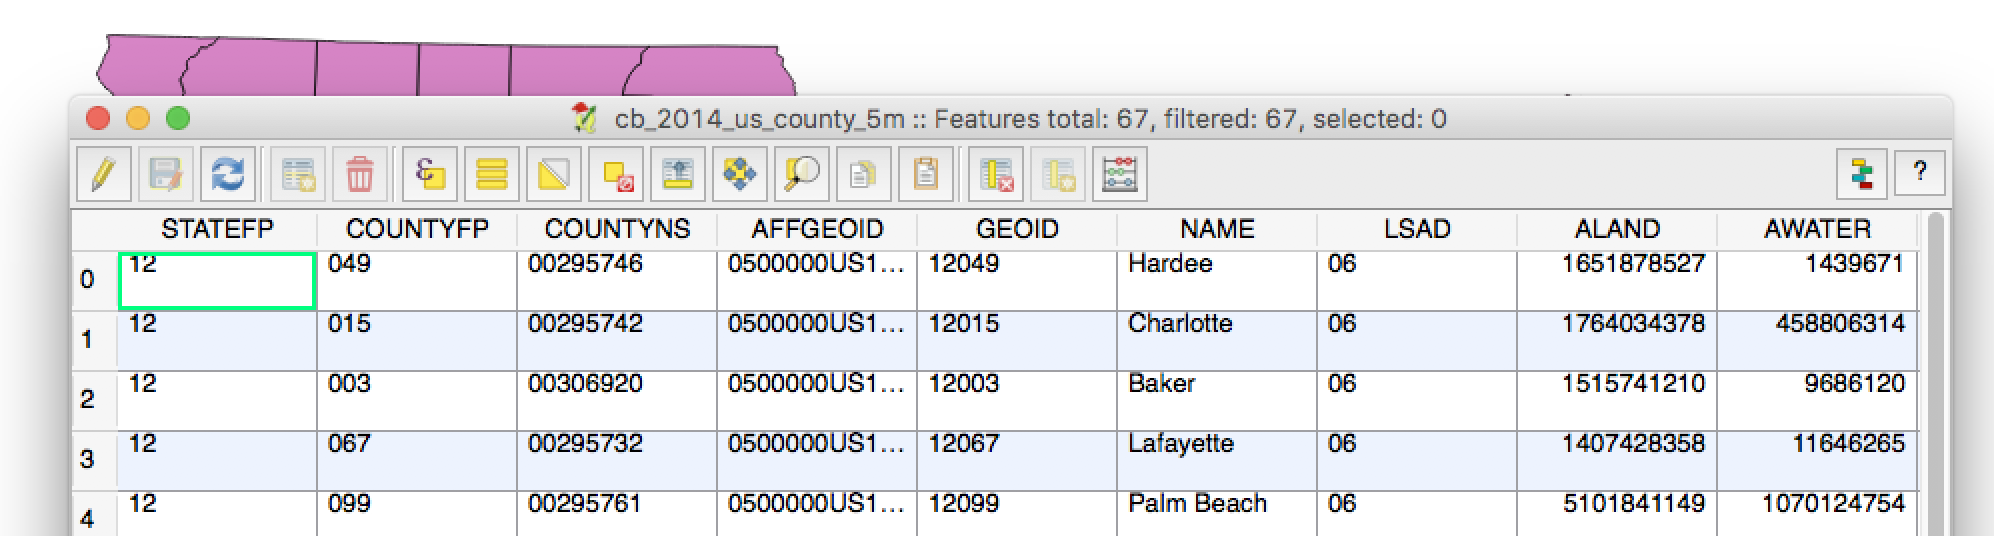 cb_2014_us_county_5m :: Features total: 67, filtered: 67, selected: 0
ε ?
STATEFP COUNTYFP COUNTYNS AFFGEOID GEOID NAME LSAD ALAND AWATER
0 12 049 00295746 0500000US1... 12049 Hardee 06 1651878527 1439671
1 12 015 00295742 0500000US1... 12015 Charlotte 06 1764034378 458806314
2 12 003 00306920 0500000US1... 12003 Baker 06 1515741210 9686120
3 12 067 00295732 0500000US1... 12067 Lafayette 06 1407428358 11646265
4 12 099 00295761 0500000US1... 12099 Palm Beach 06 5101841149 1070124754